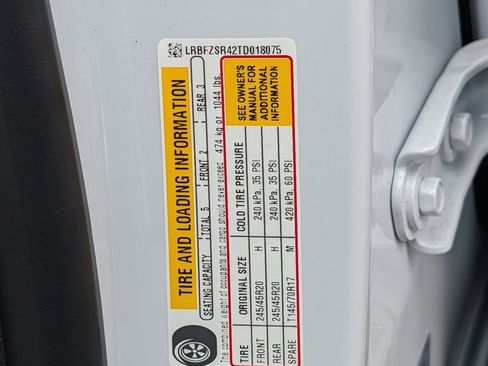 LRBFZSR42TD018075
TIRE AND LOADING INFORMATION
SEATING CAPACITY TOTAL 5 FRONT 2 REAR 3
The combined weight of occupants and cargo should never exceed 474 kg or 1044 lbs.
TIRE ORIGINAL SIZE COLD TIRE PRESSURE
FRONT 245/45R20 H 240 kPa, 35 PSI
REAR 245/45R20 H 240 kPa, 35 PSI
SPARE T145/70R17 M 420 kPa, 60 PSI
SEE OWNER'S
MANUAL FOR
ADDITIONAL
INFORMATION